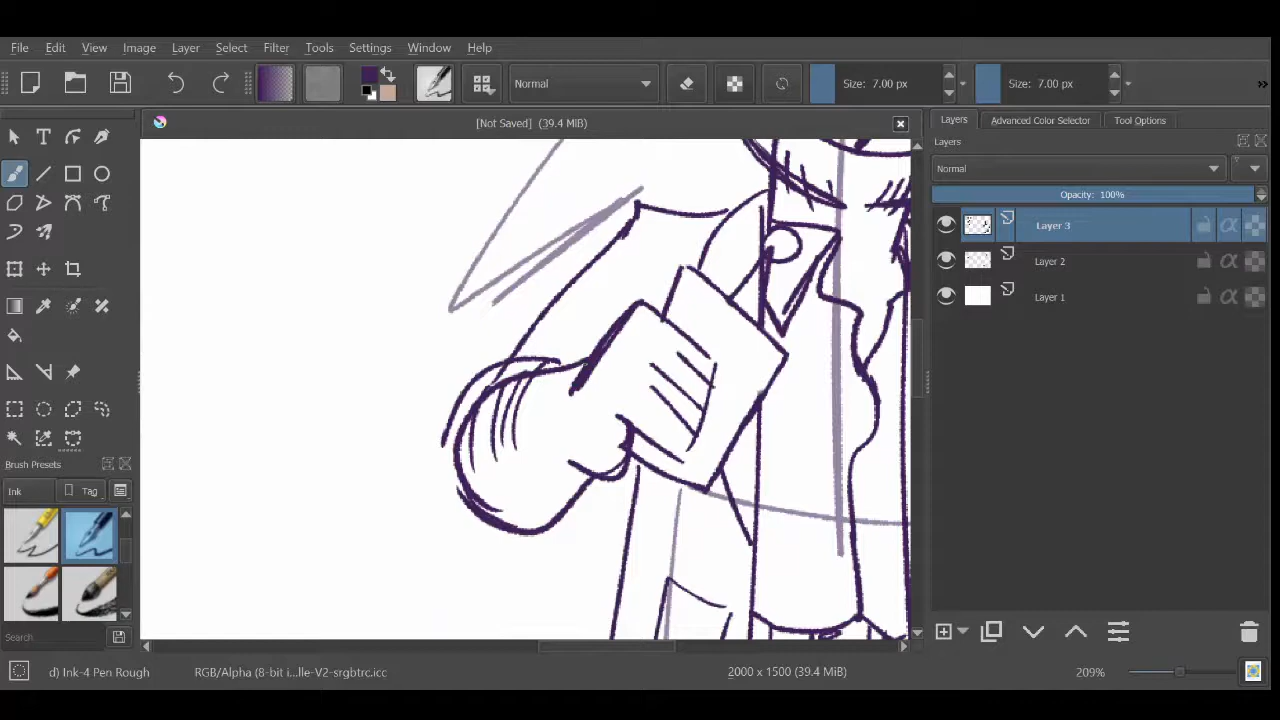 File Edit View Image Layer Select Filter Tools Settings Window Help
Normal Size: 7.00 px Size: 7.00 px »
[Not Saved] (39.4 MiB)
Layers Advanced Color Selector Tool Options
Layers
Normal
Opacity: 100%
Layer 3
Layer 2
Layer 1
Brush Presets
Ink Tag
Search
d) Ink-4 Pen Rough RGB/Alpha (8-bit i...lle-V2-srgbtrc.icc 2000 x 1500 (39.4 MiB) 209%